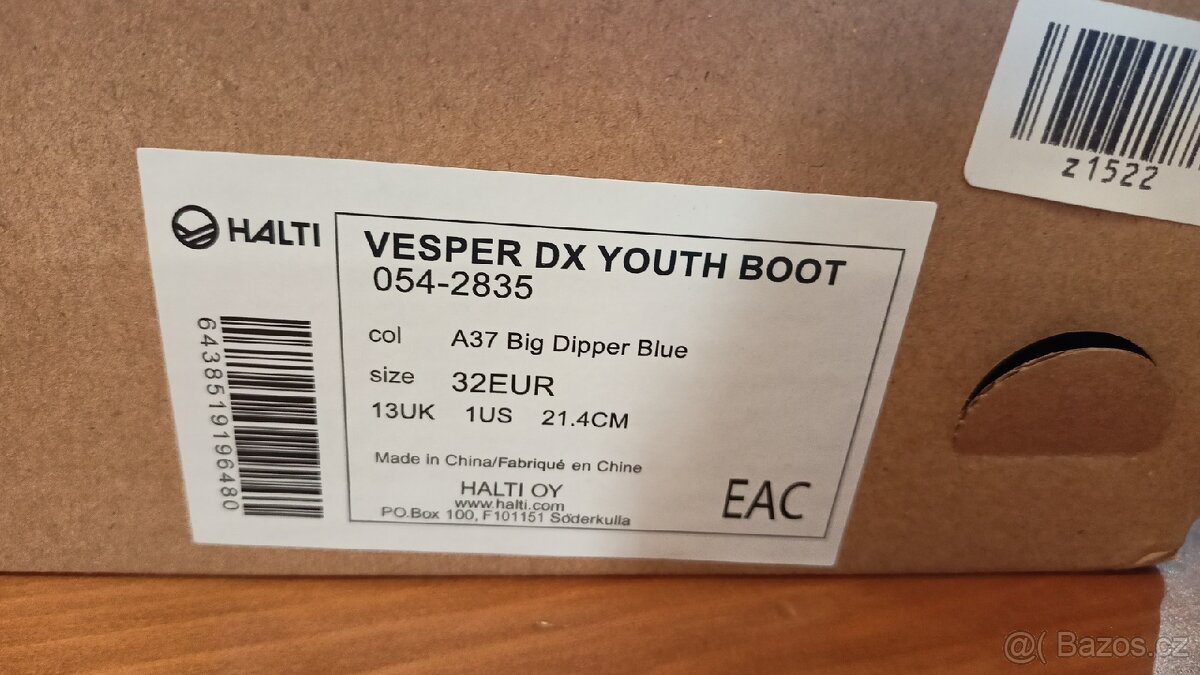 HALTI
6438519196480
VESPER DX YOUTH BOOT
054-2835
col A37 Big Dipper Blue
size 32EUR
13UK 1US 21.4CM
Made in China/Fabriqué en Chine
HALTI OY
www.halti.com
PO.Box 100, F101151 Söderkulla
EAC
z1522
@( Bazos.cz